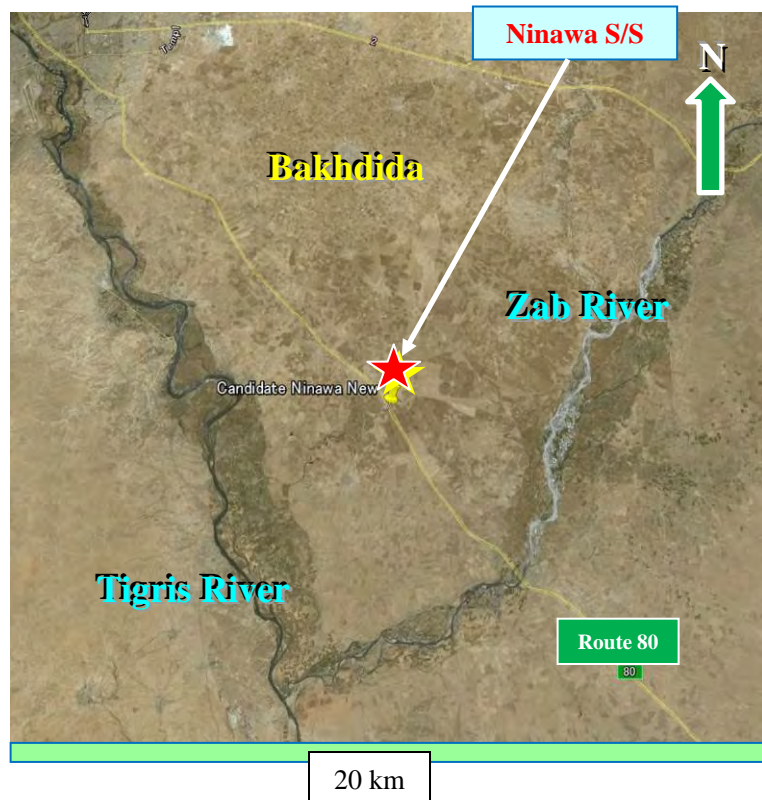 Ninawa S/S
N
2
Bakhdida
Zab River
Candidate Ninawa New
Tigris River
Route 80
80
20 km